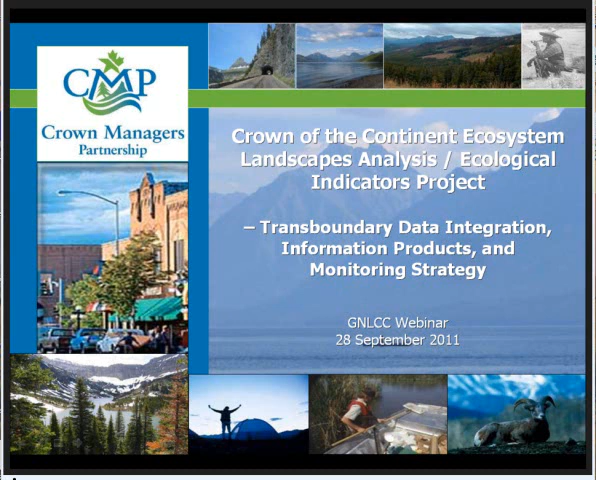 CMP
Crown Managers
Partnership
Crown of the Continent Ecosystem
Landscapes Analysis / Ecological
Indicators Project
– Transboundary Data Integration,
Information Products, and
Monitoring Strategy
GNLCC Webinar
28 September 2011